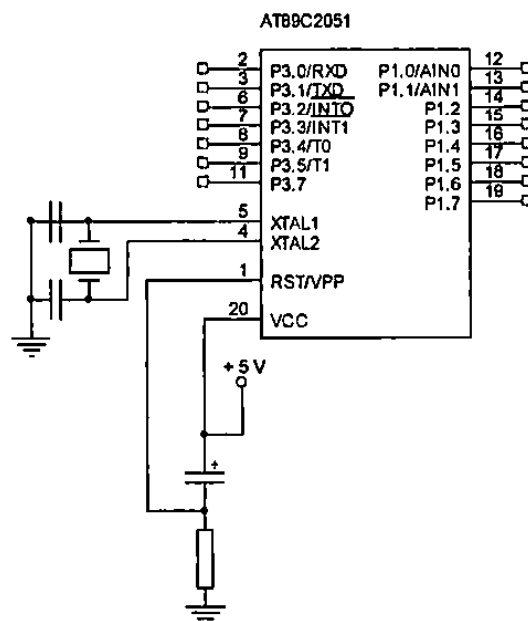 AT89C2051
2 P3.0/RXD P1.0/AIN0 12
3 P3.1/TXD P1.1/AIN1 13
6 P3.2/INTO P1.2 14
7 P3.3/INT1 P1.3 15
8 P3.4/T0 P1.4 16
9 P3.5/T1 P1.5 17
11 P3.7 P1.6 18
P1.7 19
5 XTAL1
4 XTAL2
1 RST/VPP
20 VCC
+5 V
+